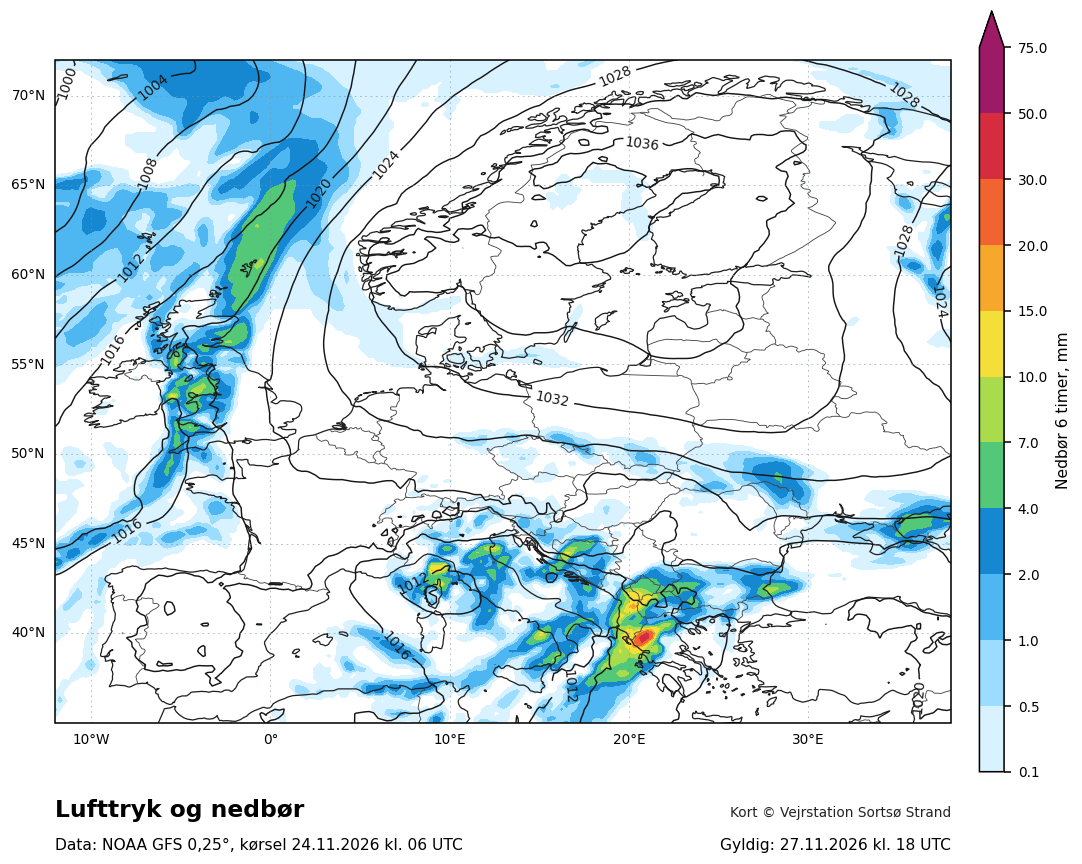 75.0
50.0
30.0
20.0
15.0
10.0
7.0
4.0
2.0
1.0
0.5
0.1
Nedbør 6 timer, mm
70°N
65°N
60°N
55°N
50°N
45°N
40°N
10°W
0°
10°E
20°E
30°E
1000
1004
1008
1012
1016
1020
1024
1028
1028
1036
1028
1024
1032
1016
1012
1016
1012
1020
Lufttryk og nedbør
Kort © Vejrstation Sortsø Strand
Data: NOAA GFS 0,25°, kørsel 24.11.2026 kl. 06 UTC
Gyldig: 27.11.2026 kl. 18 UTC